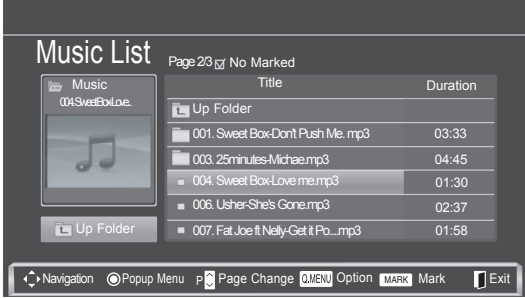 Music List
Page 2/3 No Marked
Music
004.SweetBoxLove..
Up Folder
Title Duration
Up Folder
001. Sweet Box-Don't Push Me. mp3 03:33
003. 25minutes-Michae.mp3 04:45
004. Sweet Box-Love me.mp3 01:30
006. Usher-She's Gone.mp3 02:37
007. Fat Joe ft Nelly-Get it Po...mp3 01:58
Navigation Popup Menu P Page Change Q.MENU Option MARK Mark Exit